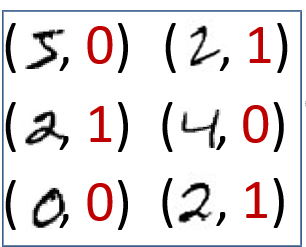 (5, 0) (2, 1)
(2, 1) (4, 0)
(0, 0) (2, 1)